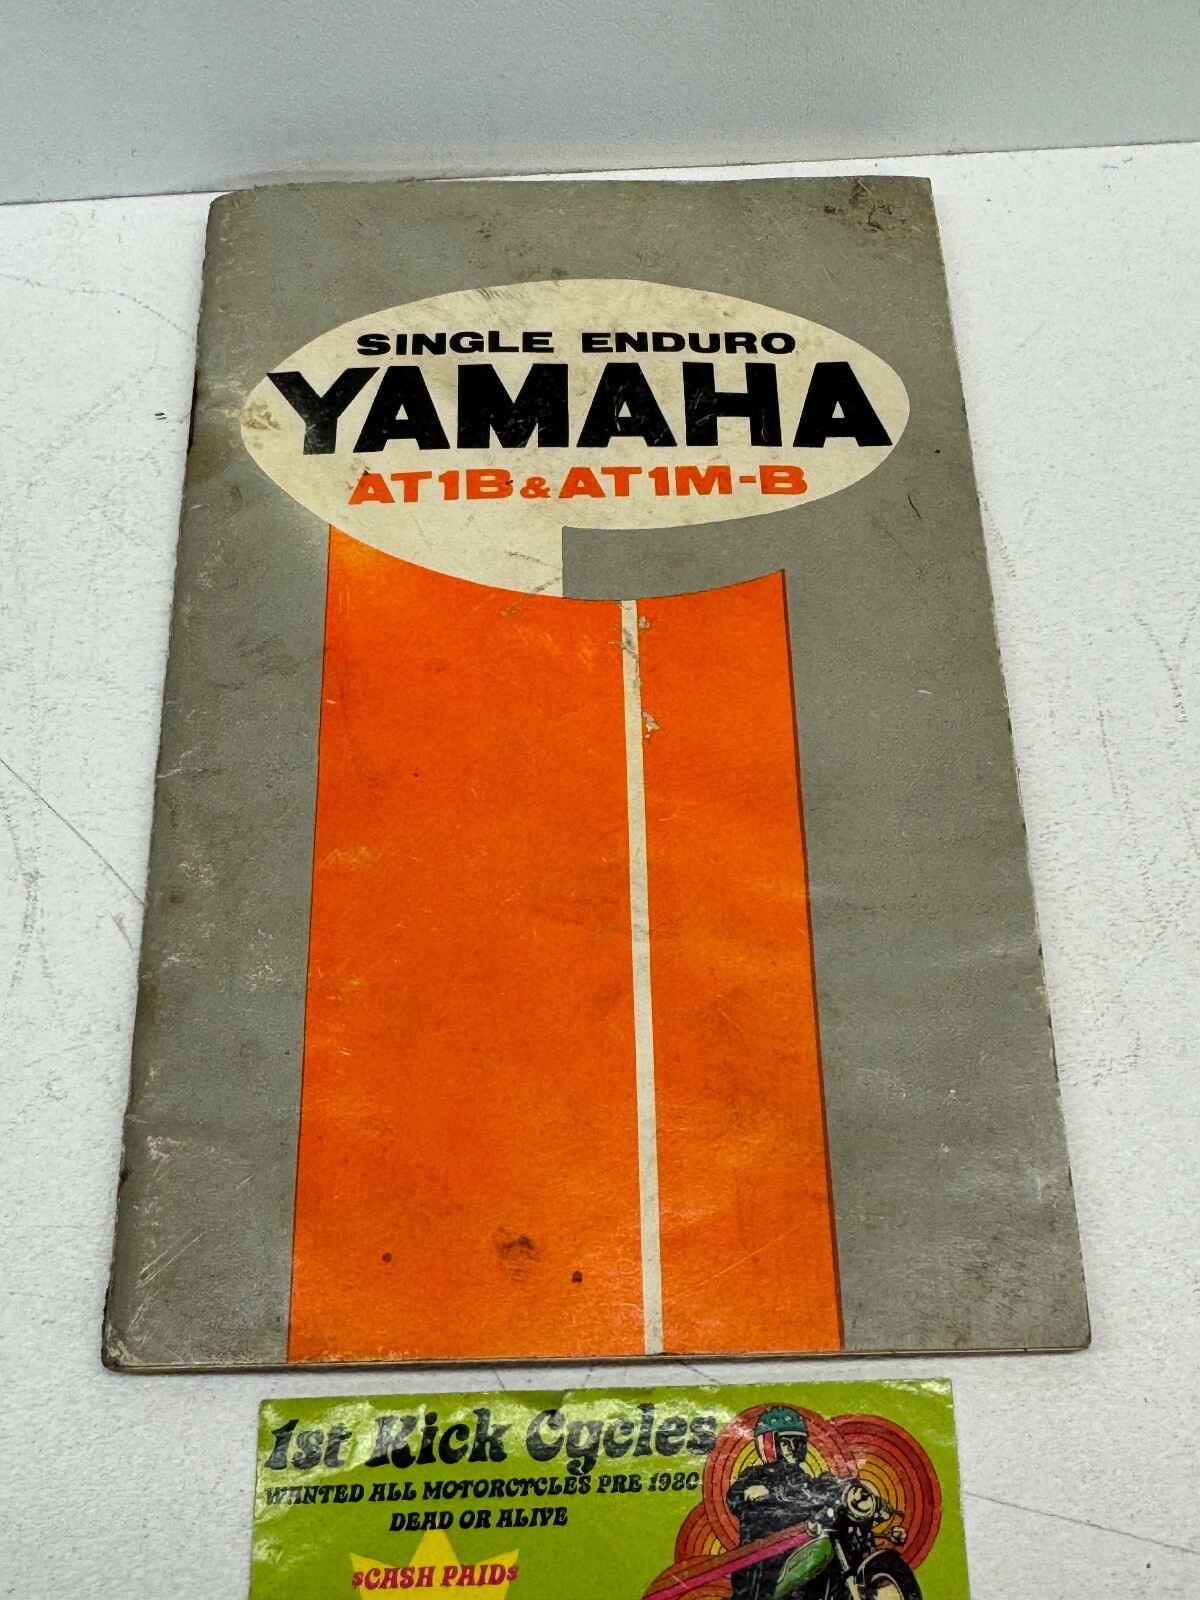 SINGLE ENDURO
YAMAHA
AT1B & AT1M-B
1st Kick Cycles
WANTED ALL MOTORCYCLES PRE 1980
DEAD OR ALIVE
$CASH PAID$